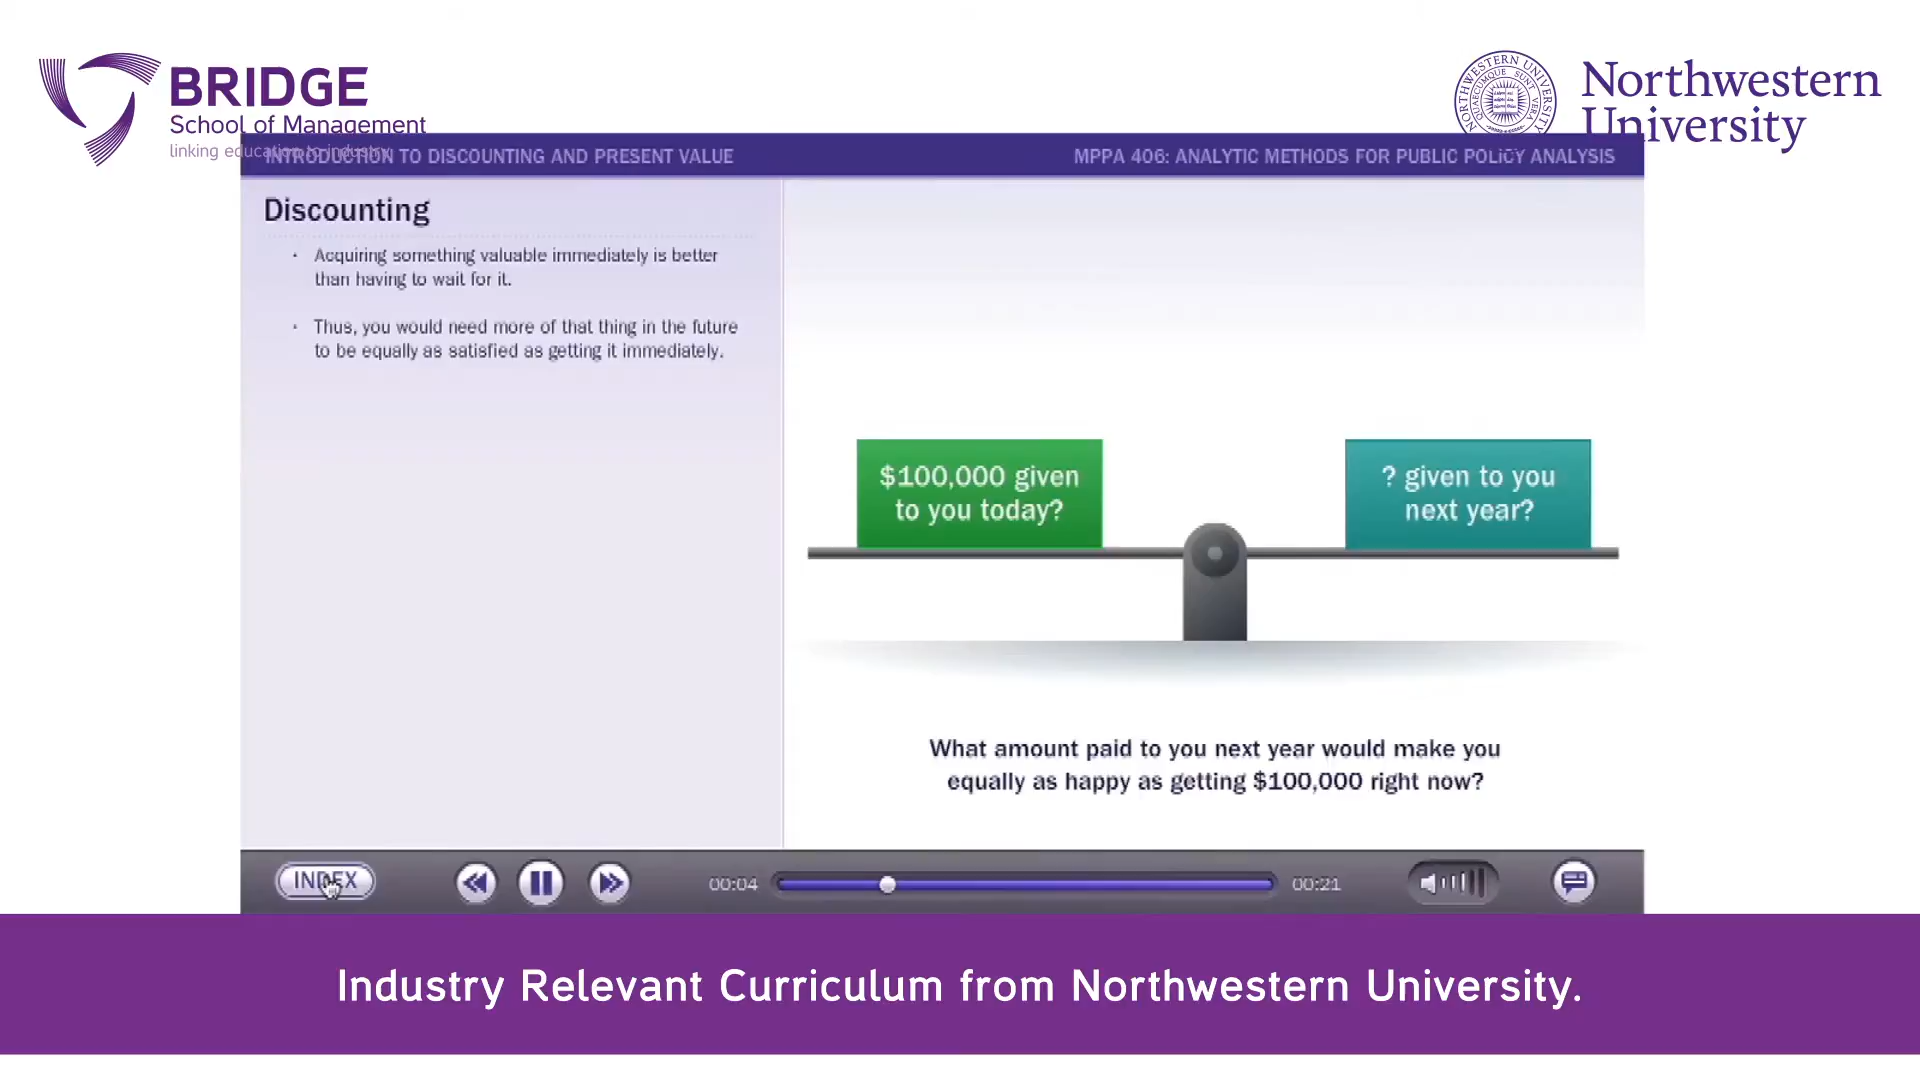 BRIDGE
School of Management
linking education to industry
Northwestern
University
INTRODUCTION TO DISCOUNTING AND PRESENT VALUE
MPPA 406: ANALYTIC METHODS FOR PUBLIC POLICY ANALYSIS
Discounting
· Acquiring something valuable immediately is better
than having to wait for it.
· Thus, you would need more of that thing in the future
to be equally as satisfied as getting it immediately.
$100,000 given
to you today?
? given to you
next year?
What amount paid to you next year would make you
equally as happy as getting $100,000 right now?
INDEX
00:04
00:21
Industry Relevant Curriculum from Northwestern University.